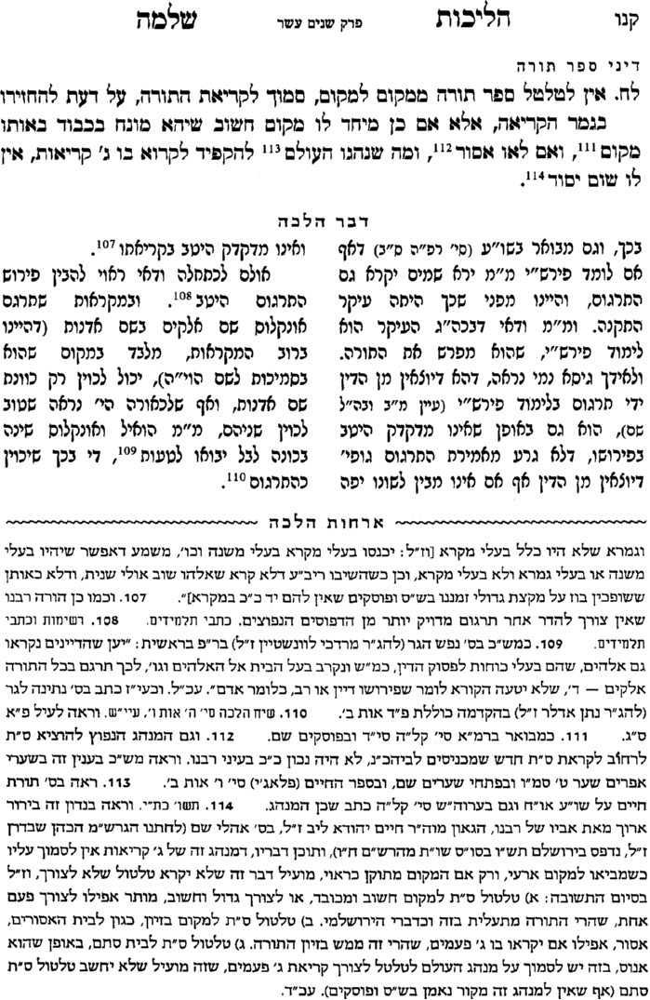 קנו הליכות פרק שנים עשר שלמה
דיני ספר תורה
לח. אין לטלטל ספר תורה ממקום למקום, סמוך לקריאת התורה, על דעת להחזירו
בגמר הקריאה, אלא אם כן מיחד לו מקום חשוב שיהא מונח בכבוד באותו
מקום111, ואם לאו אסור112, ומה שנהגו העולם113 להקפיד לקרוא בו ג' קריאות, אין
לו שום יסוד114.
דבר הלכה
בכך, וגם מבואר בשו"ע (סי' רפ"ה ס"ב) דאף
אם לומד פירש"י מ"מ ירא שמים יקרא גם
התרגום, והיינו מפני שכך היתה עיקר
התקנה. ומ"מ ודאי דבכה"ג העיקר הוא
לימוד פירש"י, שהוא מפרש את התורה.
ולאידך גיסא נמי נראה, דהא דיוצאין מן הדין
ידי תרגום בלימוד פירש"י (עיין מ"ב ובה"ל
שם), הוא גם באופן שאינו מדקדק היטב
בפירושו, דלא גרע מאמירת התרגום גופי'
דיוצאין מן הדין אף אם אינו מבין לשונו יפה
ואינו מדקדק היטב בקריאתו107.
אולם לכתחלה ודאי ראוי להבין פירוש
התרגום היטב108. ובמקראות שתרגם
אונקלוס שם אלקים בשם אדנות (דהיינו
ברוב המקראות, מלבד במקום שהוא
בסמיכות לשם הוי"ה), יכול לכוין רק כוונת
שם אדנות, ואף שלכאורה הי' נראה שטוב
לכוין שניהם, מ"מ הואיל ואונקלוס שינה
בכונה לבל יבואו לטעות109, די בכך שיכוין
כהתרגום110.
ארחות הלכה
וגמרא שלא היו כלל בעלי מקרא [וז"ל: יכנסו בעלי מקרא בעלי משנה וכו', משמע דאפשר שיהיו בעלי
משנה או בעלי גמרא ולא בעלי מקרא, וכן כשהשיבו ריב"ע דלא קרא שאלהו שוב אולי שנית, ודלא כאותן
ששופכין בוז על מקצת גדולי זמננו בש"ס ופוסקים שאין להם יד כ"כ במקרא]". 107. וכמו כן הורה רבנו
שאין צורך להדר אחר תרגום מדויק יותר מן הדפוסים הנפוצים. כתבי תלמידים. 108. רשימות וכתבי
תלמידים. 109. כמש"כ בס' נפש הגר (להג"ר מרדכי לוונשטיין ז"ל) בר"פ בראשית: "יען שהדיינים נקראו
גם אלהים, שהם בעלי כוחות לפסוק הדין, כמ"ש ונקרב בעל הבית אל האלהים וגו', לכך תרגם בכל התורה
אלקים — ד', שלא יטעה הקורא לומר שפירושו דיין או רב, כלומר אדם". עכ"ל. וכעי"ז כתב בס' נתינה לגר
(להג"ר נתן אדלר ז"ל) בהקדמה כוללת פ"ד אות ב'. 110. שיח הלכה סי' ה' אות ו', עיי"ש. וראה לעיל פ"א
ס"ג. 111. כמבואר ברמ"א סי' קל"ה סי"ד ובפוסקים שם. 112. וגם המנהג הנפוץ להוציא ס"ת
לרחוב לקראת ס"ת חדש שמכניסים לביהכ"נ, לא היה נכון כ"כ בעיני רבנו. וראה מש"כ בענין זה בשערי
אפרים שער ט' סמ"ו ובפתחי שערים שם, ובספר החיים (פלאג'י) סי' ו' אות ב'. 113. ראה בס' תורת
חיים על שו"ע או"ח וגם בערוה"ש סי' קל"ה כתב שכן המנהג. 114. תשו' כת"י. וראה בנדון זה בירור
ארוך מאת אביו של רבנו, הגאון מוה"ר חיים יהודא ליב ז"ל, בס' אהלי שם (לחתנו הגרש"מ הכהן שבדרן
ז"ל, נדפס בירושלם תש"ו בסו"ס שו"ת מהרש"ם ח"ו), ותוכן דבריו, דמנהג זה של ג' קריאות אין לסמוך עליו
כשמביאו למקום ארעי, ורק אם המקום מתוקן כראוי, מועיל דבר זה שלא יקרא טלטול שלא לצורך, וז"ל
בסיום התשובה: א) טלטול ס"ת למקום חשוב ומכובד, או לצורך גדול וחשוב, מותר אפילו לצורך פעם
אחת, שהרי התורה מתעלית בזה וכדברי הירושלמי. ב) טלטול ס"ת למקום בזיון, כגון לבית האסורים,
אסור, אפילו אם יקראו בו ג' פעמים, שהרי זה ממש בזיון התורה. ג) טלטול ס"ת לבית סתם, באופן שהוא
אנוס, בזה יש לסמוך על מנהג העולם לטלטל לצורך קריאת ג' פעמים, שזה מועיל שלא יחשב טלטול ס"ת
סתם (אף שאין למנהג זה מקור נאמן בש"ס ופוסקים). עכ"ד.